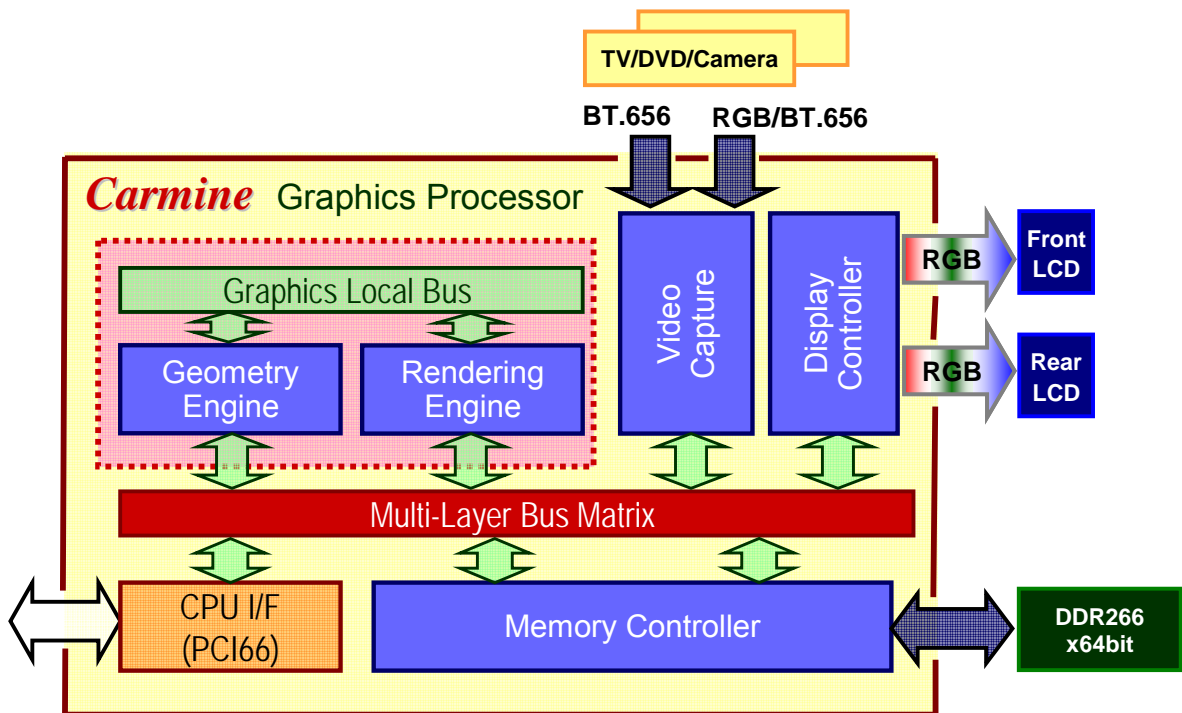 TV/DVD/Camera
BT.656
RGB/BT.656
Carmine Graphics Processor
Graphics Local Bus
Geometry
Engine
Rendering
Engine
Video
Capture
Display
Controller
RGB
Front
LCD
RGB
Rear
LCD
Multi-Layer Bus Matrix
CPU I/F
(PCI66)
Memory Controller
DDR266
x64bit